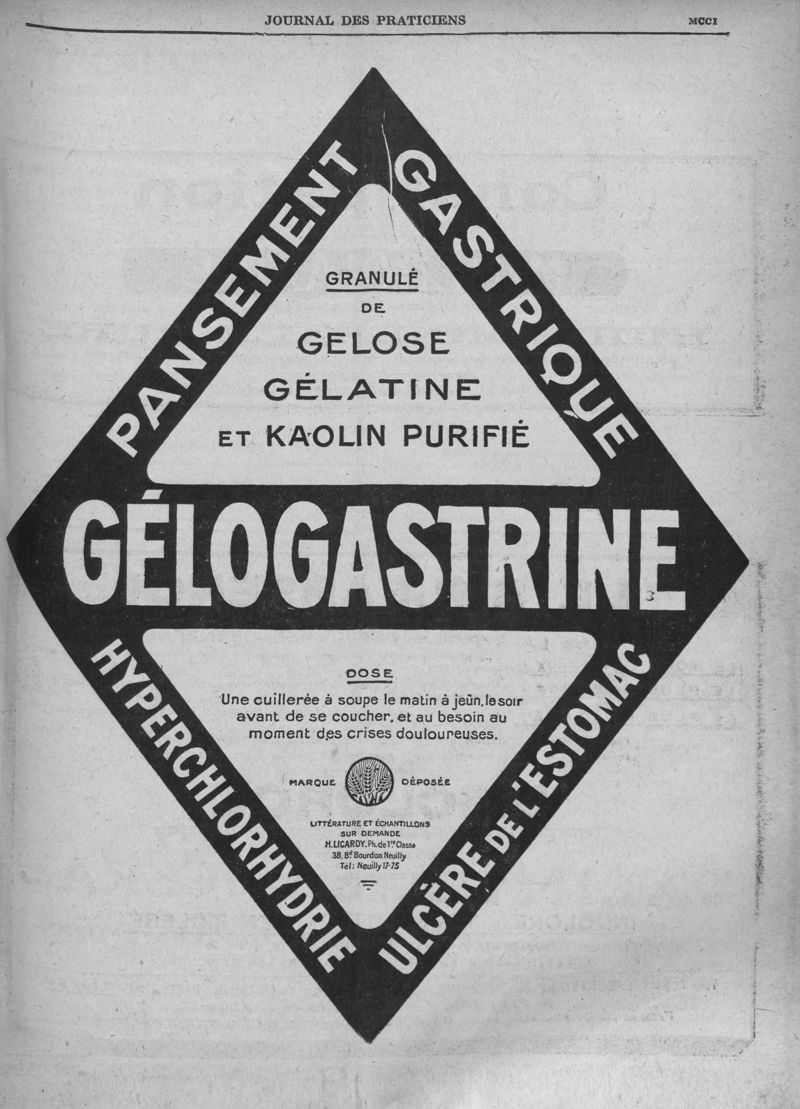 JOURNAL DES PRATICIENS
MCCI
PANSEMENT GASTRIQUE
GRANULÉ
DE
GELOSE
GÉLATINE
ET KAOLIN PURIFIÉ
GÉLOGASTRINE
DOSE
Une cuillerée à soupe le matin à jeûn, le soir
avant de se coucher, et au besoin au
moment des crises douloureuses.
MARQUE DÉPOSÉE
LITTÉRATURE ET ÉCHANTILLONS
SUR DEMANDE
H. LICARDY. Ph. de 1re Classe
38, Bd Bourdon Neuilly
Tél: Neuilly 17-75
HYPERCHLORHYDRIE
ULCÈRE DE L'ESTOMAC